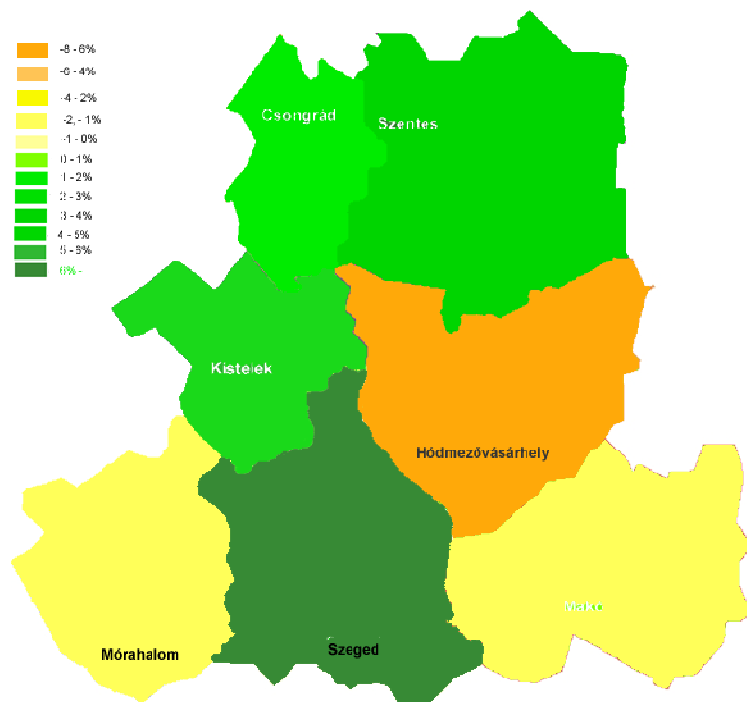 -8 - 6%
-6 - 4%
-4 - 2%
-2, - 1%
-1 - 0%
0 - 1%
1 - 2%
2 - 3%
3 - 4%
4 - 5%
5 - 6%
6% -
Csongrád
Szentes
Kistelek
Hódmezővásárhely
Makó
Mórahalom
Szeged